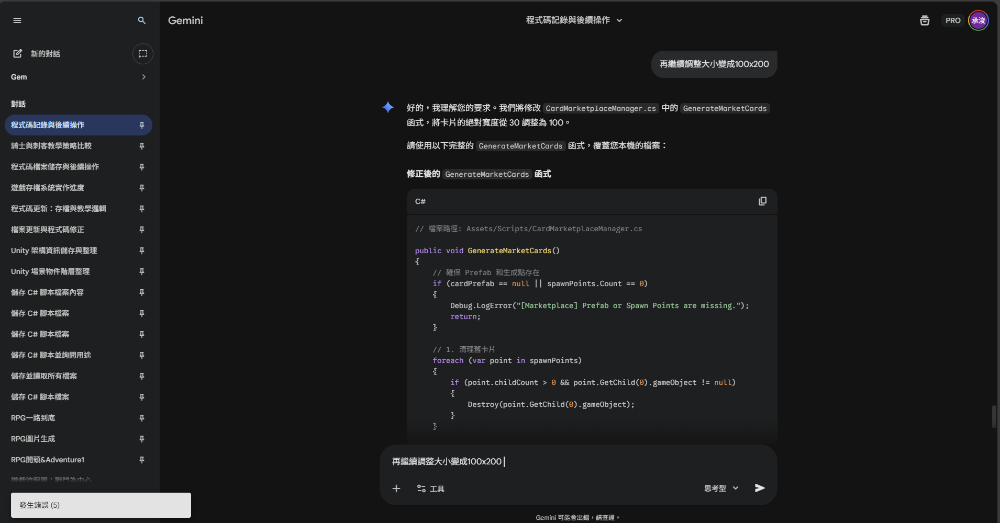 Gemini
程式碼記錄與後續操作
PRO
承浚
新的對話
Gem
對話
程式碼記錄與後續操作
騎士與刺客教學策略比較
程式碼檔案儲存與後續操作
遊戲存檔系統實作進度
程式碼更新：存檔與教學邏輯
檔案更新與程式碼修正
Unity 架構資訊儲存與整理
Unity 場景物件階層整理
儲存 C# 腳本檔案內容
儲存 C# 腳本檔案
儲存 C# 腳本檔案
儲存 C# 腳本並詢問用途
儲存並讀取所有檔案
儲存 C# 腳本檔案
RPG一路到底
RPG圖片生成
RPG開頭&Adventure1
遊戲流程圖：戰鬥為中心
發生錯誤 (5)
再繼續調整大小變成100x200
好的，我理解您的要求。我們將修改 CardMarketplaceManager.cs 中的 GenerateMarketCards
函式，將卡片的絕對寬度從 30 調整為 100。
請使用以下完整的 GenerateMarketCards 函式，覆蓋您本機的檔案：
修正後的 GenerateMarketCards 函式
C#
// 檔案路徑: Assets/Scripts/CardMarketplaceManager.cs
public void GenerateMarketCards()
{
// 確保 Prefab 和生成點存在
if (cardPrefab == null || spawnPoints.Count == 0)
{
Debug.LogError("[Marketplace] Prefab or Spawn Points are missing.");
return;
}
// 1. 清理舊卡片
foreach (var point in spawnPoints)
{
if (point.childCount > 0 && point.GetChild(0).gameObject != null)
{
Destroy(point.GetChild(0).gameObject);
}
}
再繼續調整大小變成100x200
工具
思考型
Gemini 可能會出錯，請查證。